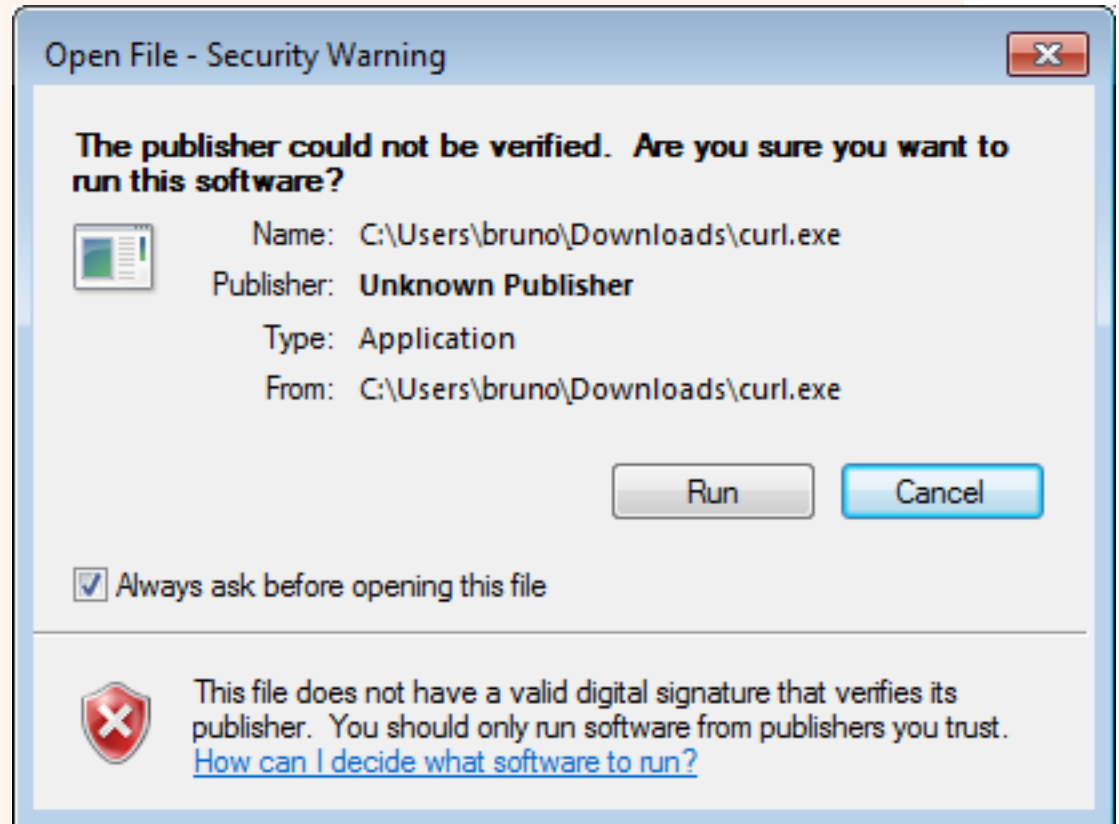 Open File - Security Warning
The publisher could not be verified.  Are you sure you want to
run this software?
Name: C:\Users\bruno\Downloads\curl.exe
Publisher: Unknown Publisher
Type: Application
From: C:\Users\bruno\Downloads\curl.exe
Run Cancel
Always ask before opening this file
This file does not have a valid digital signature that verifies its
publisher.  You should only run software from publishers you trust.
How can I decide what software to run?